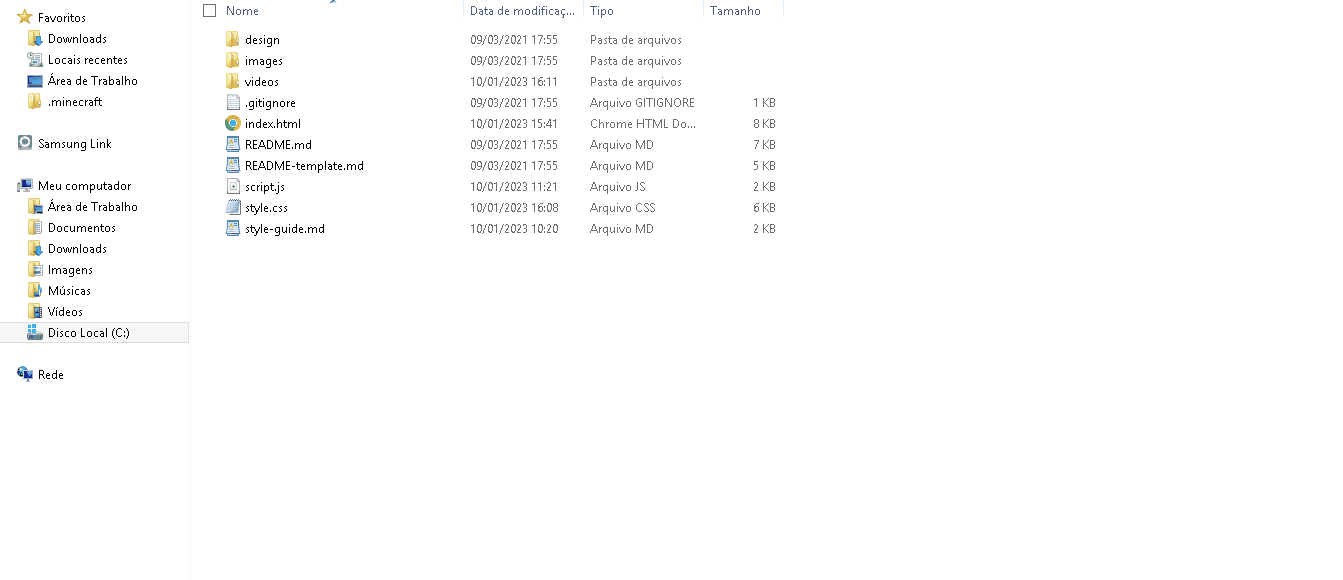 Favoritos
Downloads
Locais recentes
Área de Trabalho
.minecraft
Samsung Link
Meu computador
Área de Trabalho
Documentos
Downloads
Imagens
Músicas
Vídeos
Disco Local (C:)
Rede
Nome Data de modificaç... Tipo Tamanho
design 09/03/2021 17:55 Pasta de arquivos
images 09/03/2021 17:55 Pasta de arquivos
videos 10/01/2023 16:11 Pasta de arquivos
.gitignore 09/03/2021 17:55 Arquivo GITIGNORE 1 KB
index.html 10/01/2023 15:41 Chrome HTML Do... 8 KB
README.md 09/03/2021 17:55 Arquivo MD 7 KB
README-template.md 09/03/2021 17:55 Arquivo MD 5 KB
script.js 10/01/2023 11:21 Arquivo JS 2 KB
style.css 10/01/2023 16:08 Arquivo CSS 6 KB
style-guide.md 10/01/2023 10:20 Arquivo MD 2 KB